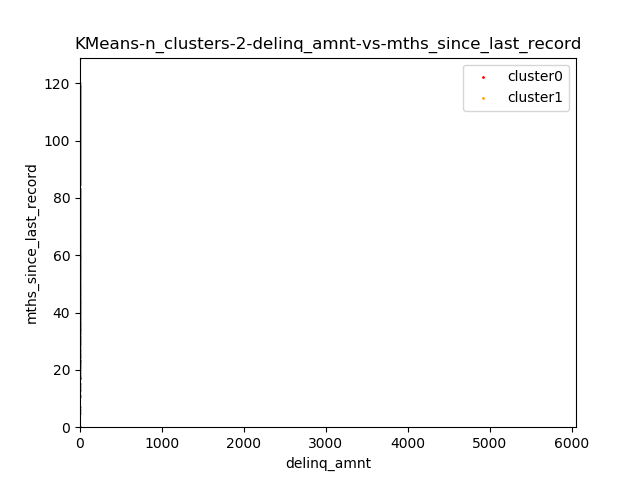 KMeans-n_clusters-2-delinq_amnt-vs-mths_since_last_record
cluster0
cluster1
120
100
80
60
40
20
0
mths_since_last_record
0 1000 2000 3000 4000 5000 6000
delinq_amnt